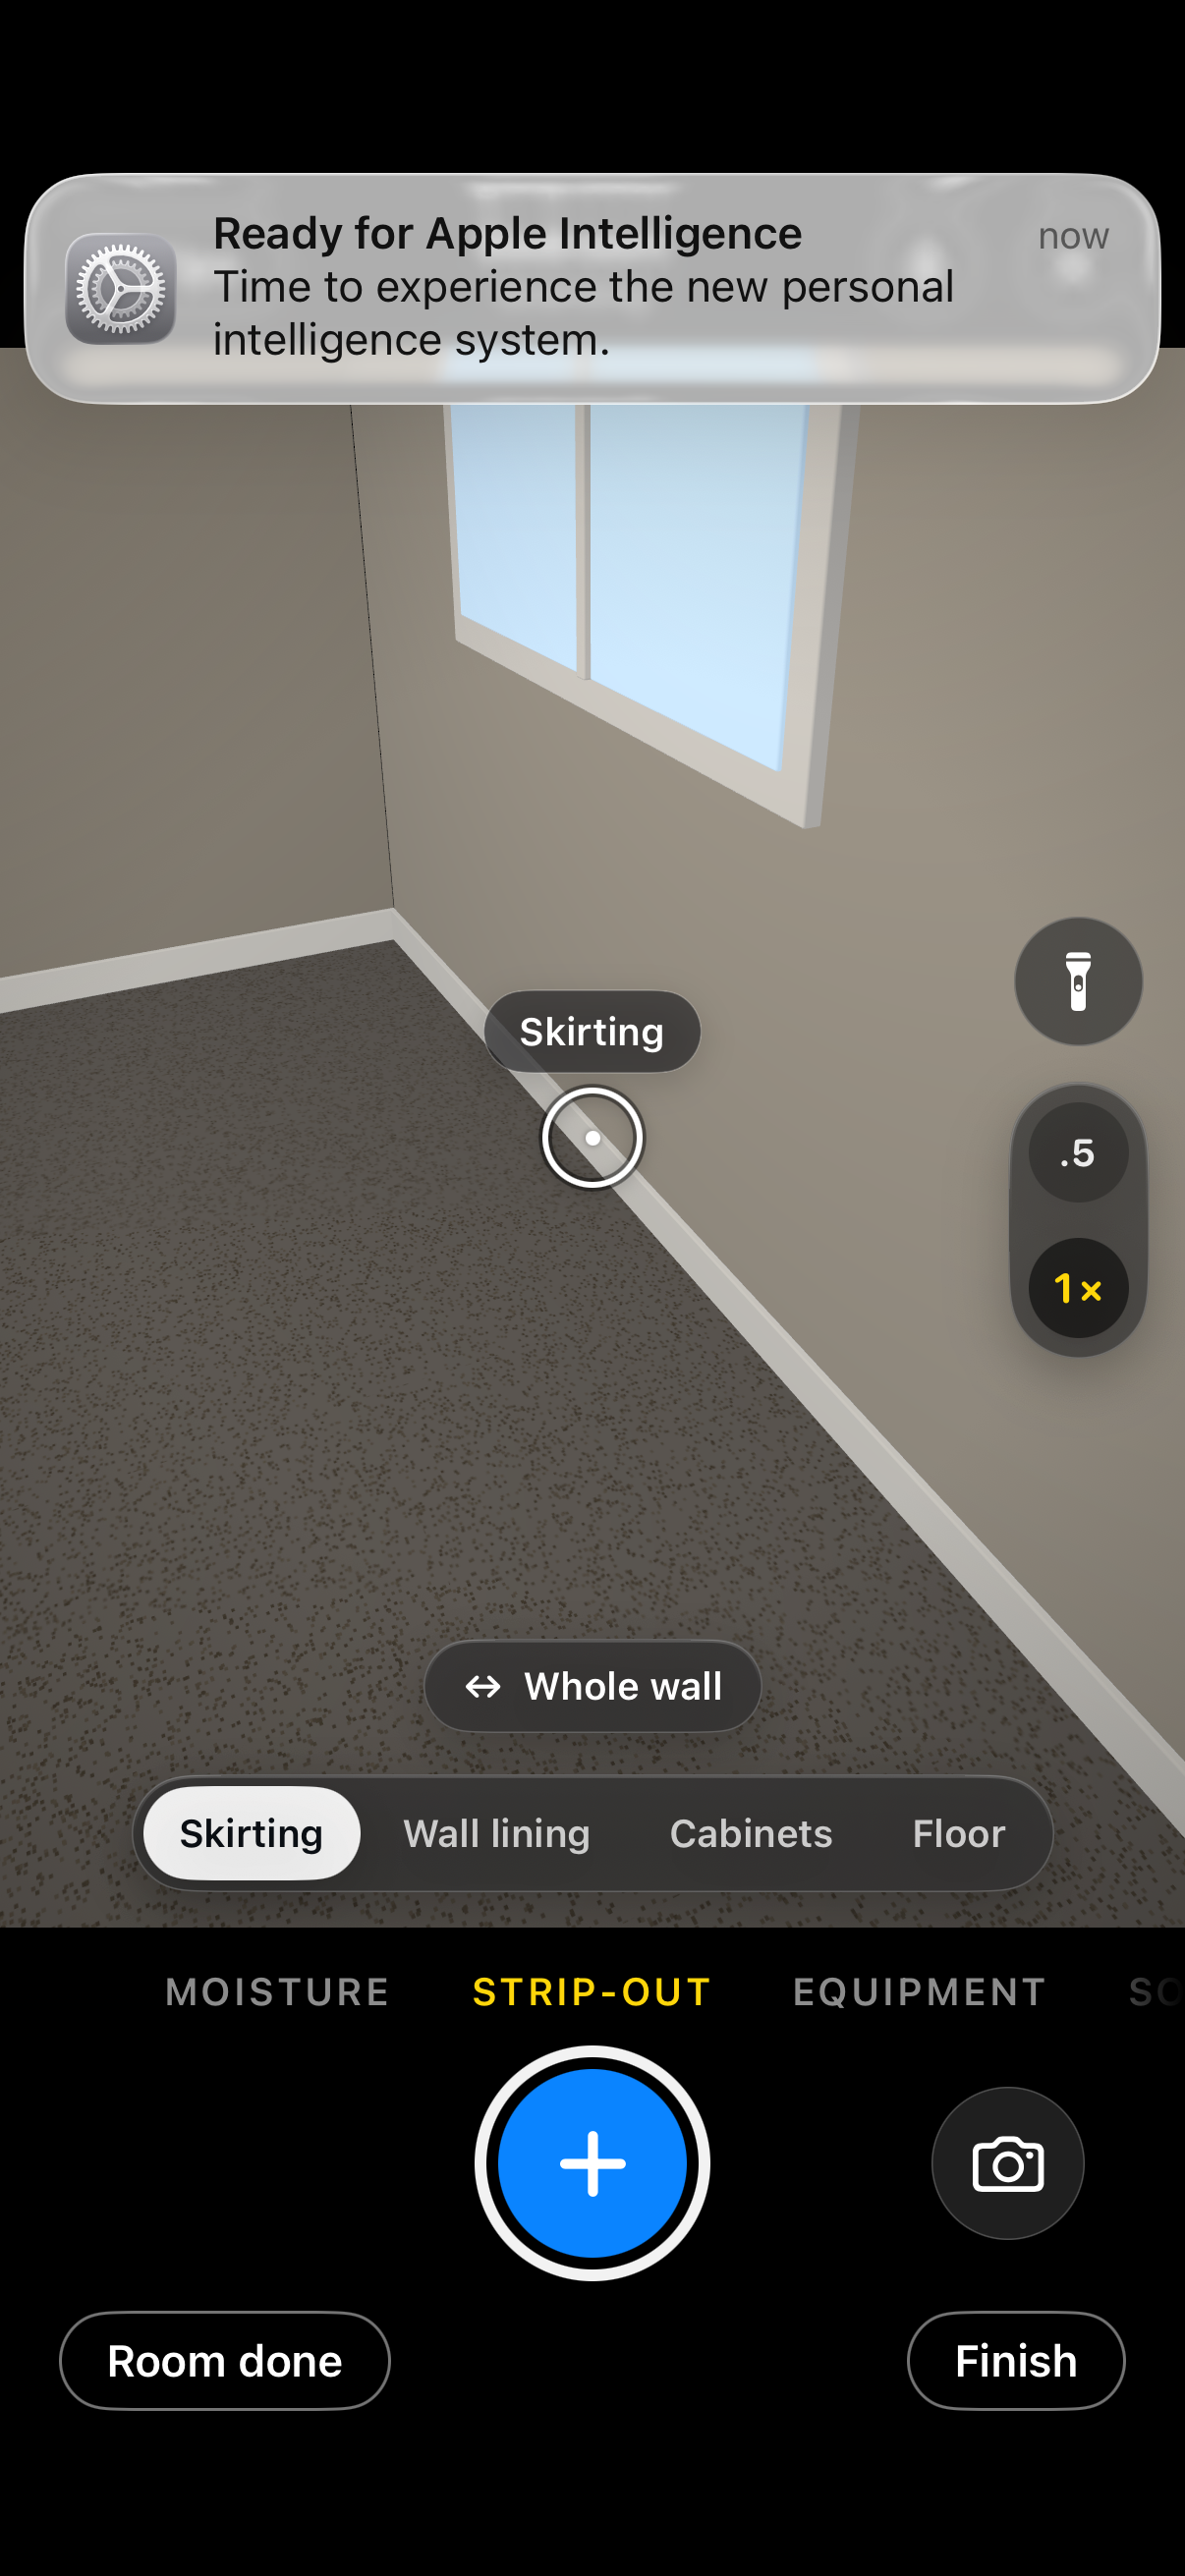 Ready for Apple Intelligence
now
Time to experience the new personal
intelligence system.
Skirting
.5
1×
Whole wall
Skirting
Wall lining
Cabinets
Floor
MOISTURE
STRIP-OUT
EQUIPMENT
Room done
Finish